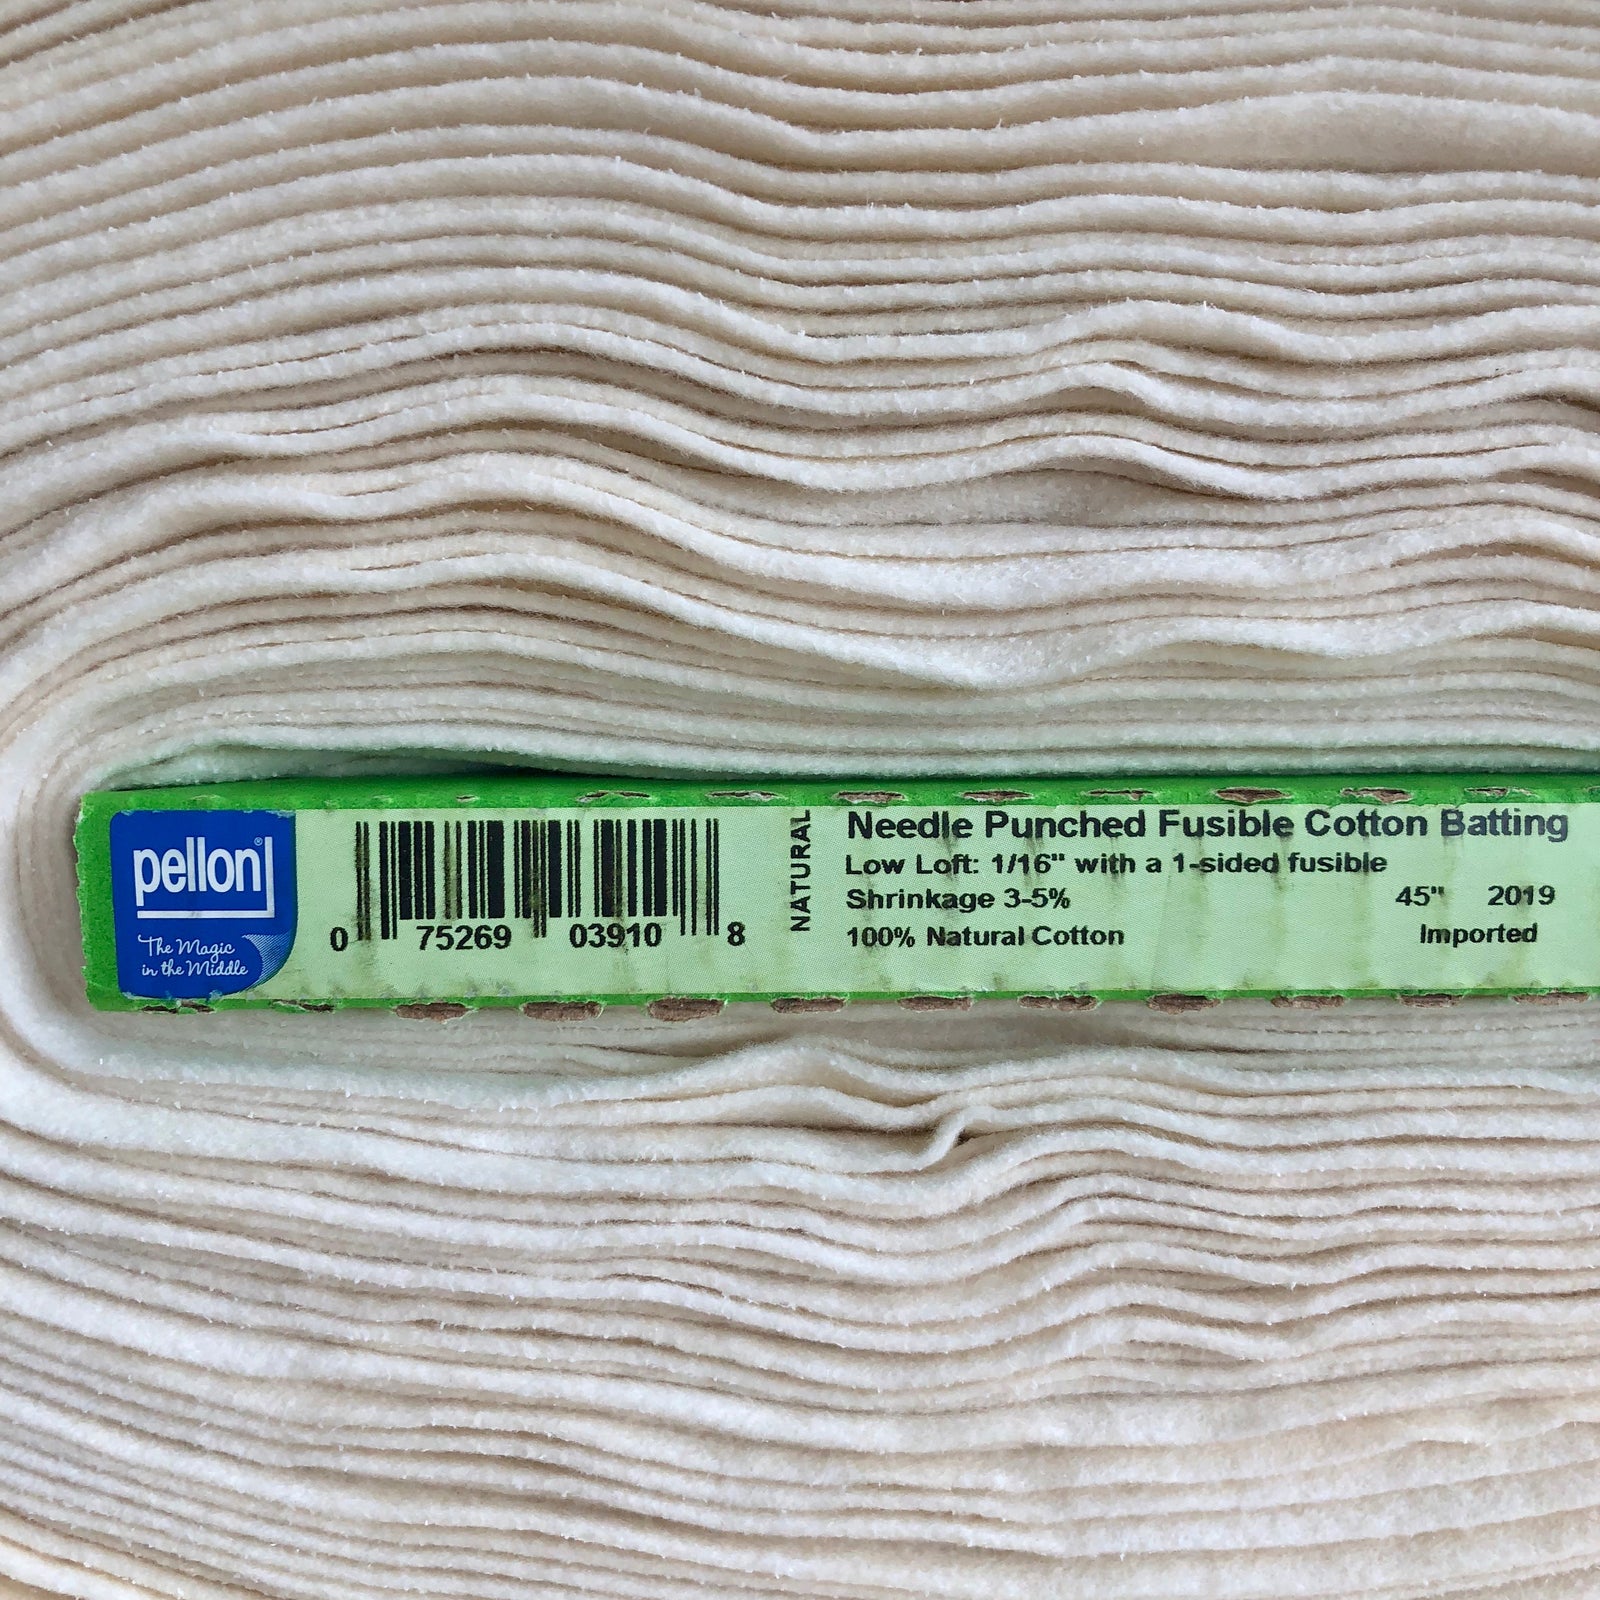 pellon®
The Magic
in the Middle
0 75269 03910 8
NATURAL
Needle Punched Fusible Cotton Batting
Low Loft: 1/16" with a 1-sided fusible
Shrinkage 3-5% 45" 2019
100% Natural Cotton Imported